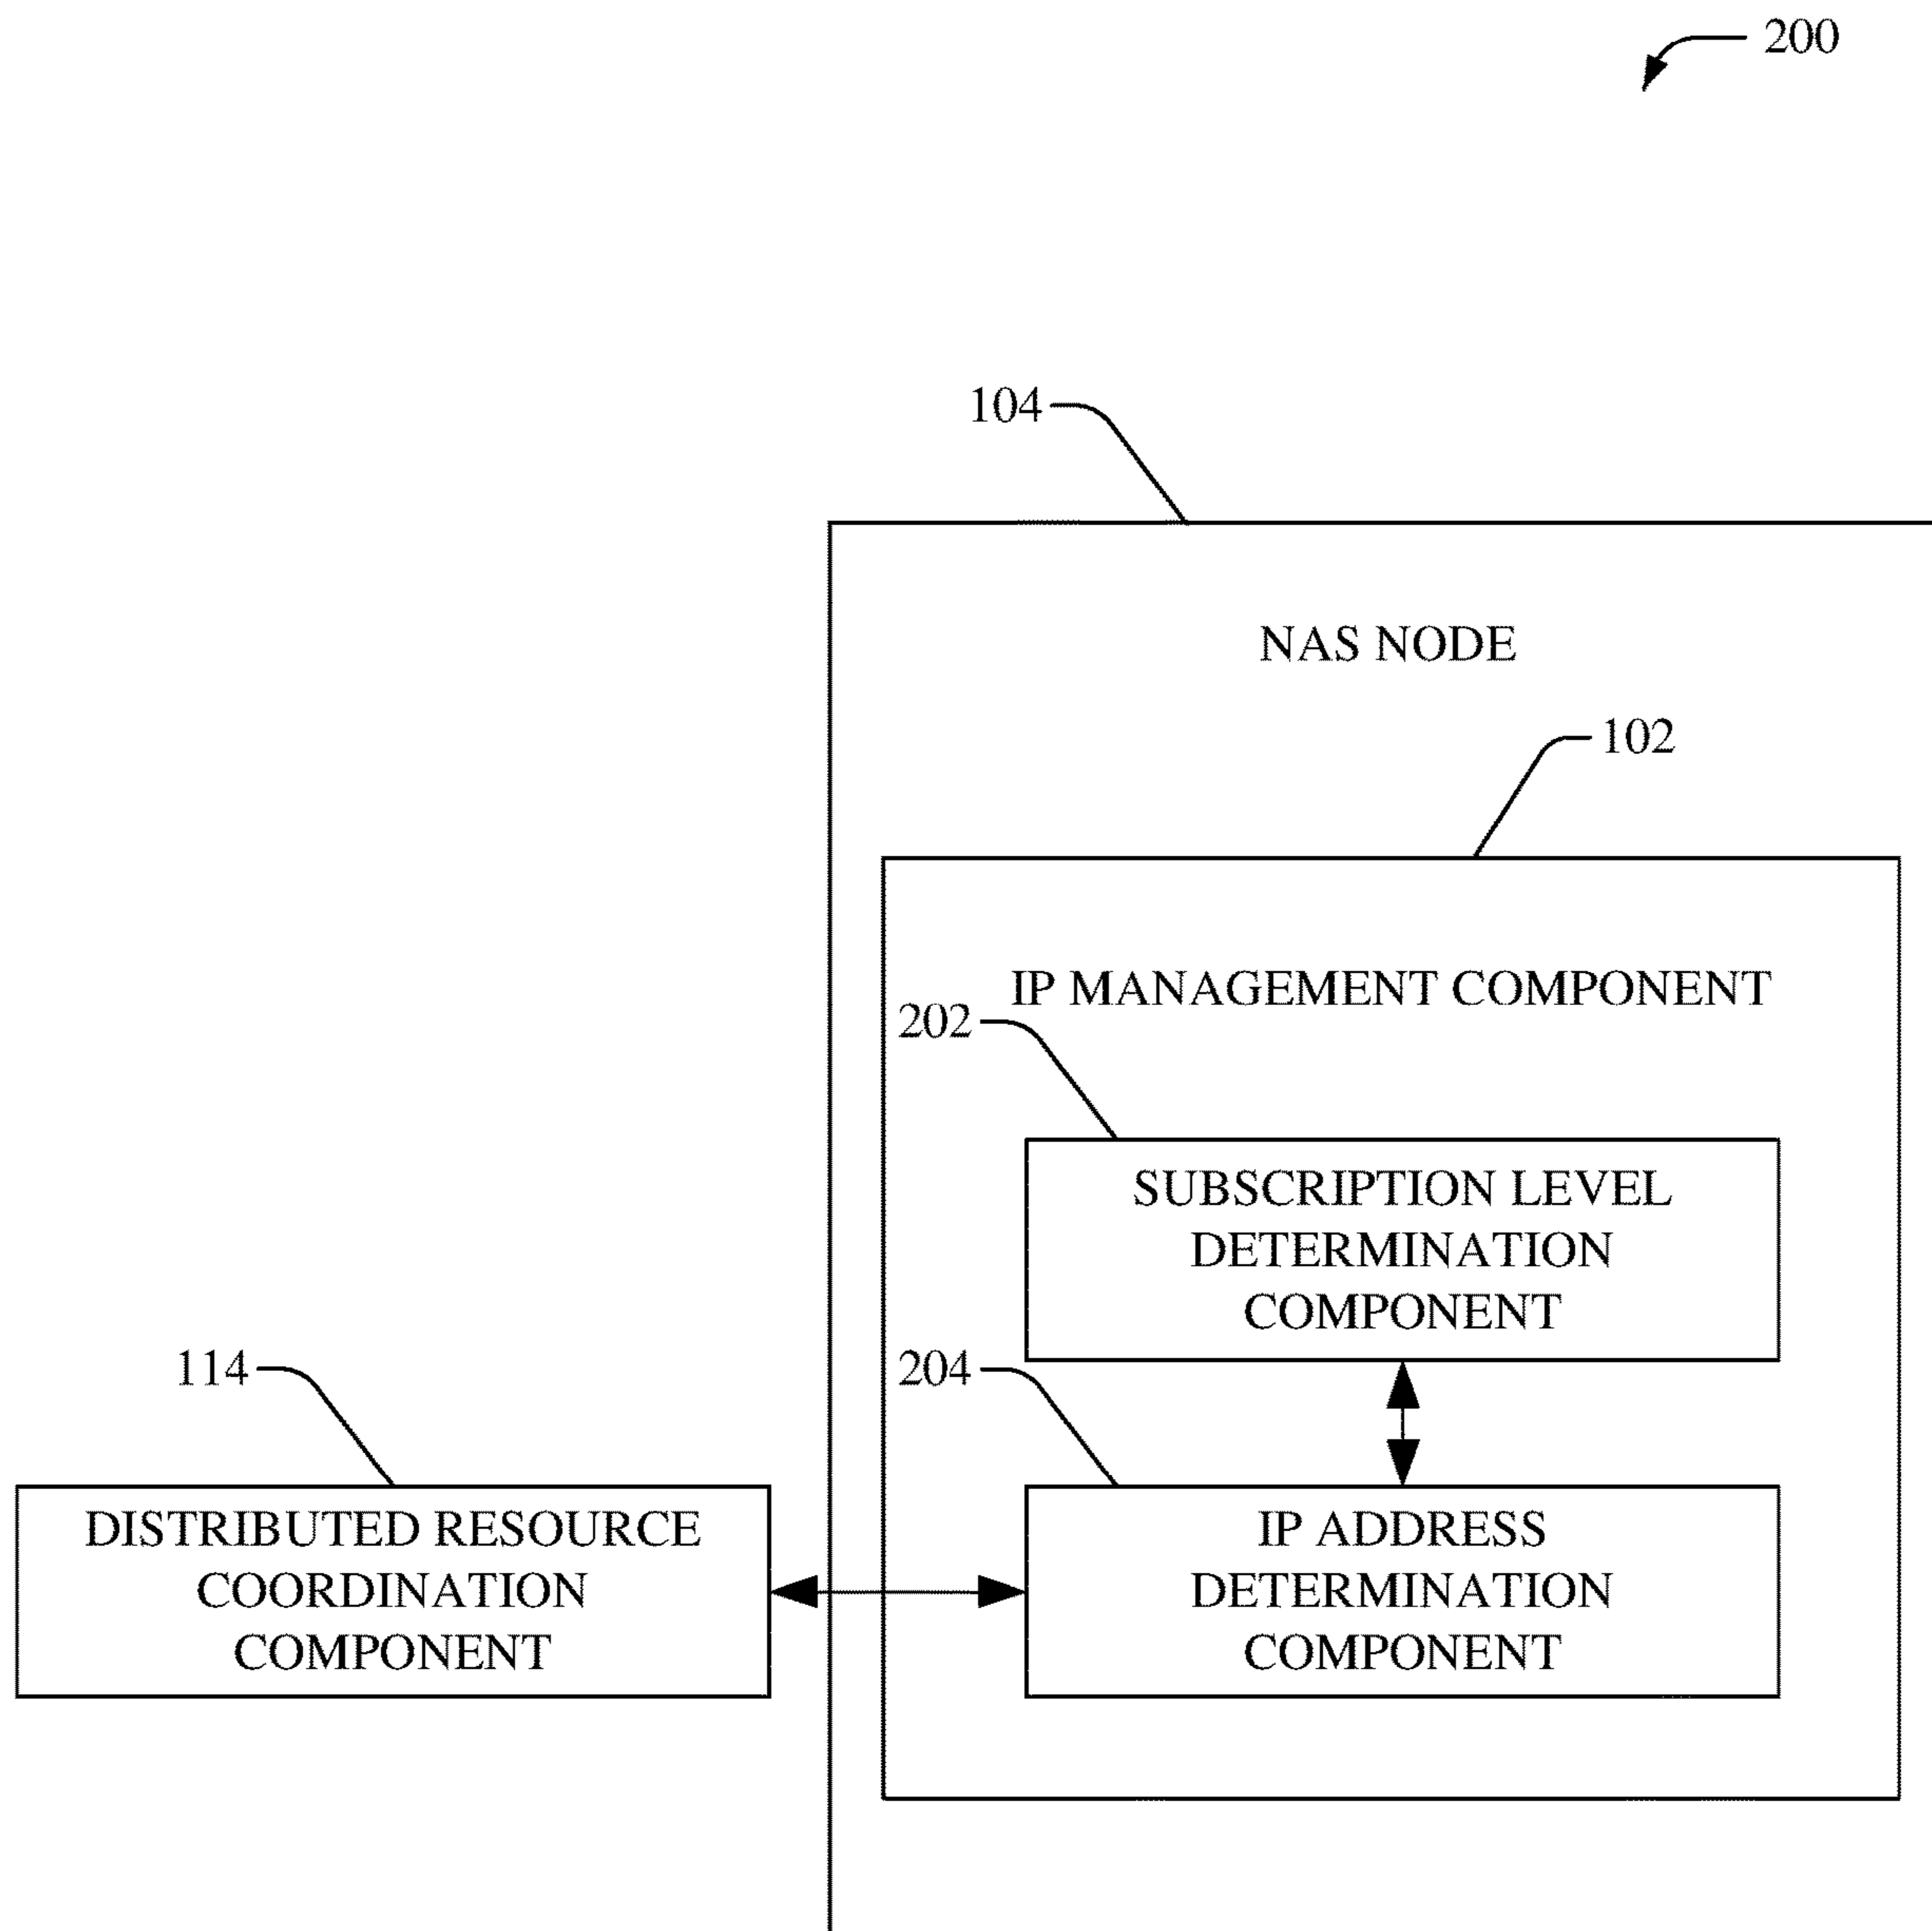 200
104
NAS NODE
102
IP MANAGEMENT COMPONENT
202
SUBSCRIPTION LEVEL
DETERMINATION
COMPONENT
114
204
DISTRIBUTED RESOURCE
COORDINATION
COMPONENT
IP ADDRESS
DETERMINATION
COMPONENT